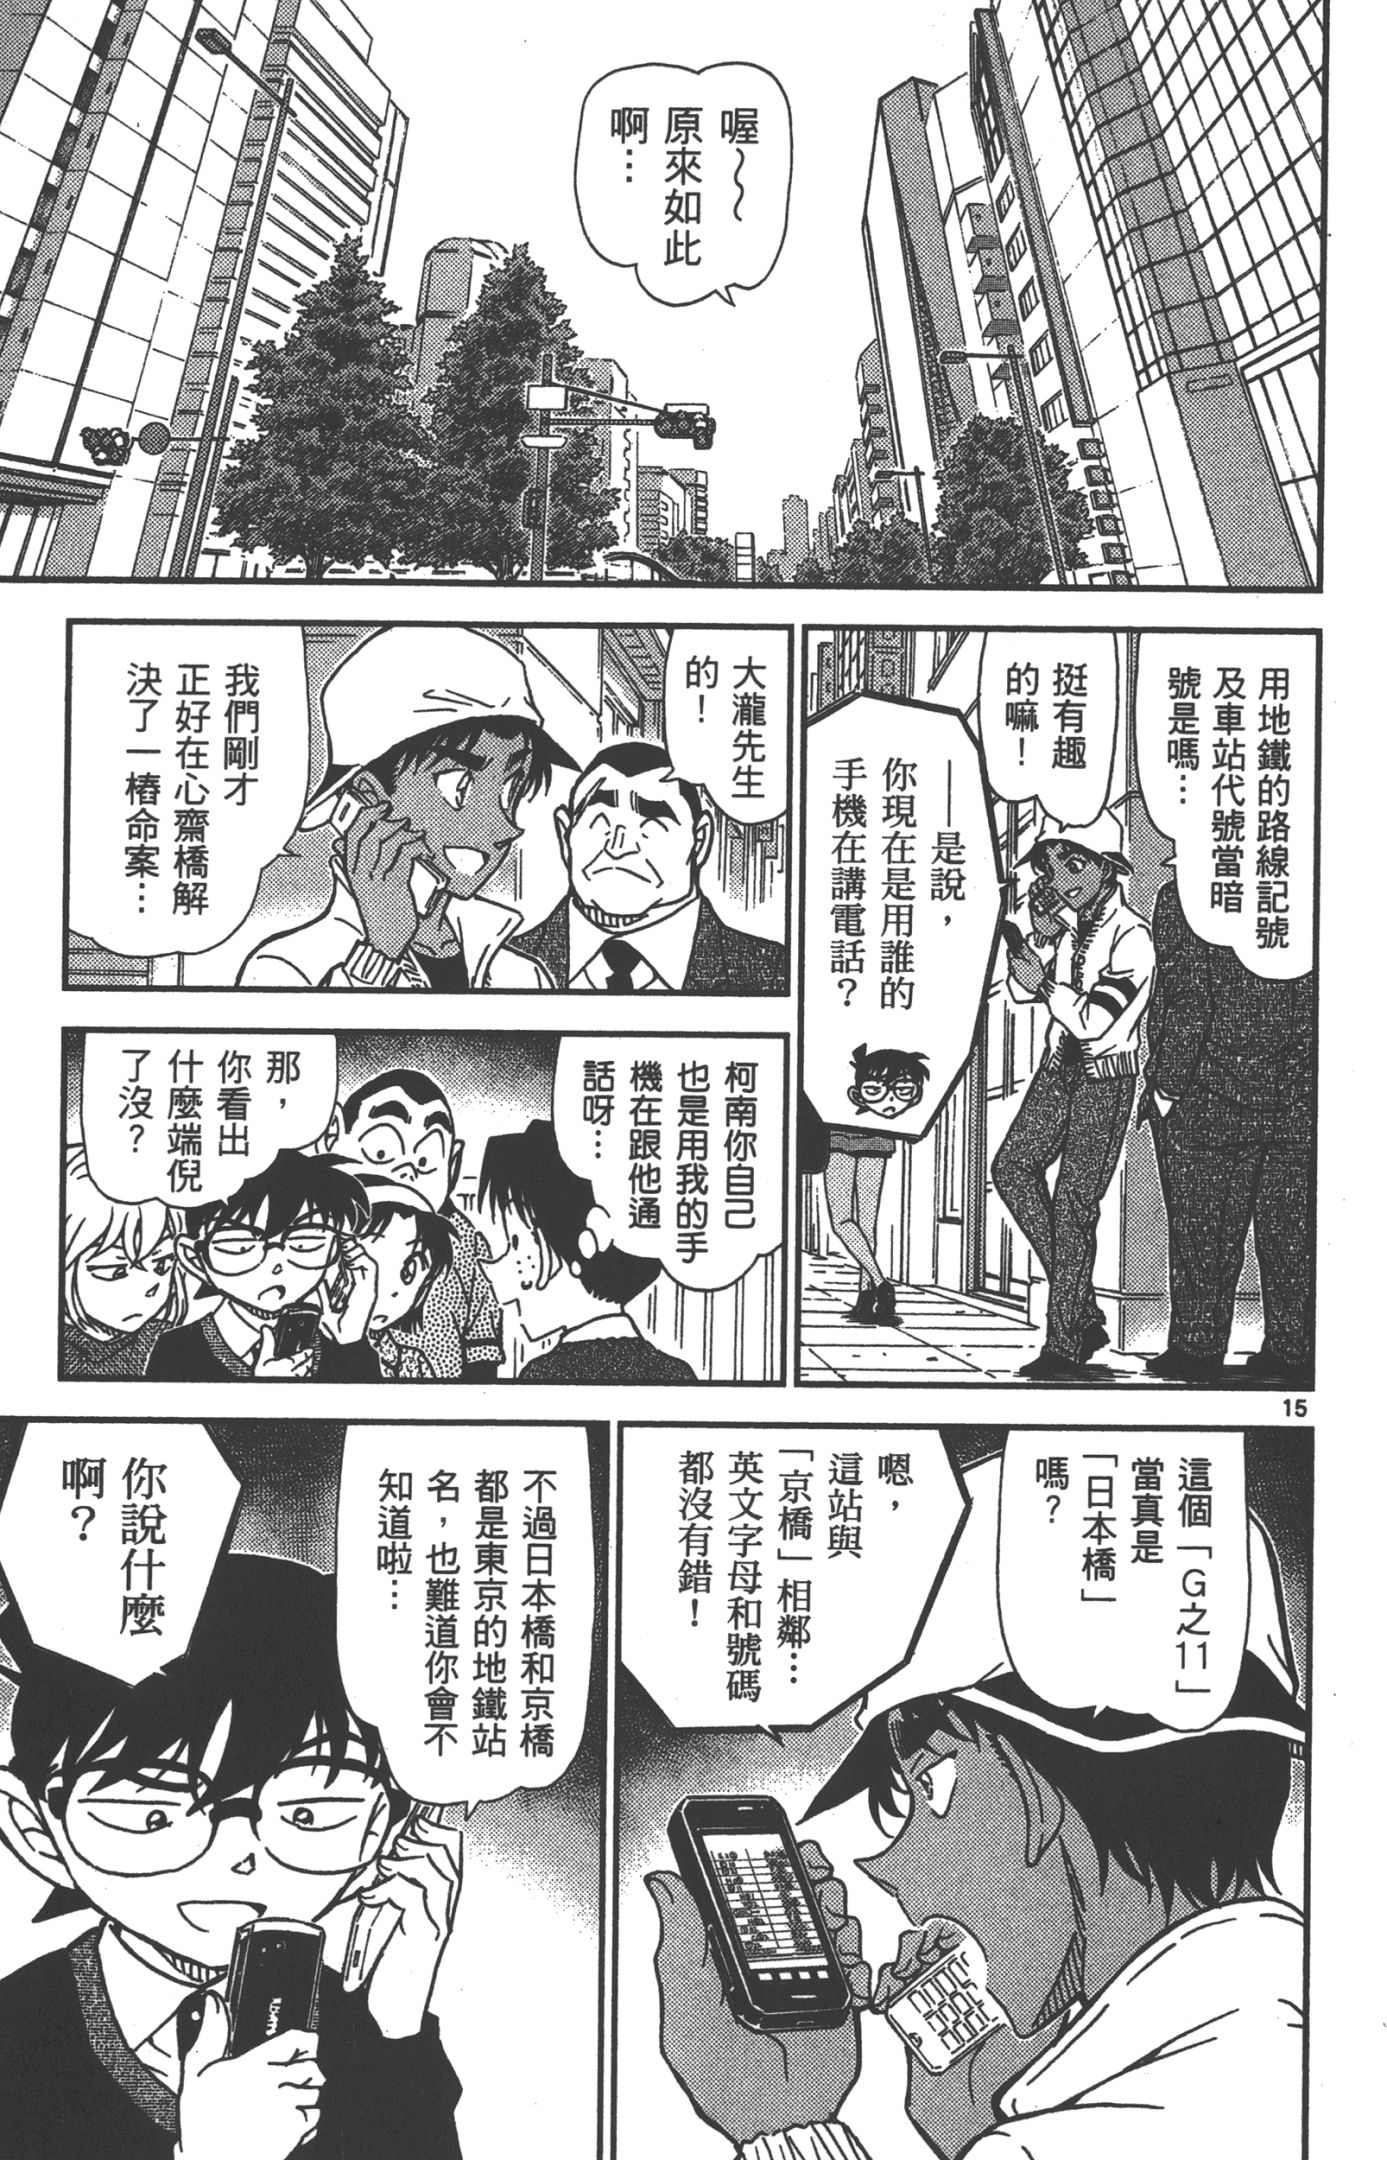 喔～～
原來如此
啊…
用地鐵的路線記號
及車站代號當暗
號是嗎…
挺有趣
的嘛！
——是說，
你現在是用誰的
手機在講電話？
大瀧先生
的！
我們剛才
正好在心齋橋解
決了一樁命案…
柯南你自己
也是用我的手
機在跟他通
話呀…
那，
你看出
什麼端倪
了沒？
15
這個「G之11」
當真是
「日本橋」
嗎？
嗯，
這站與
「京橋」相鄰…
英文字母和號碼
都沒有錯！
不過日本橋和京橋
都是東京的地鐵站
名，也難道你會不
知道啦…
你說什麼
啊？